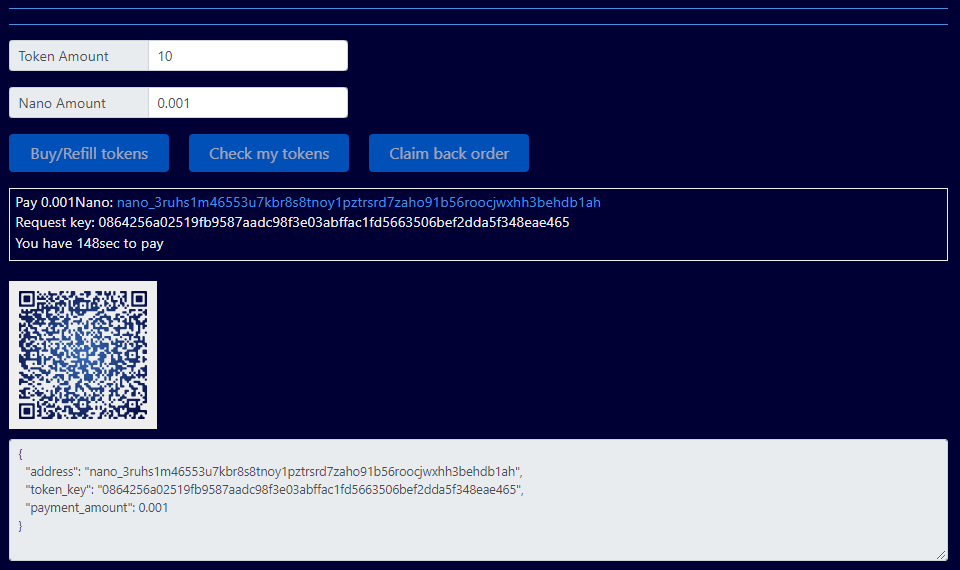 Token Amount 10
Nano Amount 0.001
Buy/Refill tokens Check my tokens Claim back order
Pay 0.001Nano: nano_3ruhs1m46553u7kbr8s8tnoy1pztrsrd7zaho91b56roocjwxhh3behdb1ah
Request key: 0864256a02519fb9587aadc98f3e03abffac1fd5663506bef2dda5f348eae465
You have 148sec to pay
{
"address": "nano_3ruhs1m46553u7kbr8s8tnoy1pztrsrd7zaho91b56roocjwxhh3behdb1ah",
"token_key": "0864256a02519fb9587aadc98f3e03abffac1fd5663506bef2dda5f348eae465",
"payment_amount": 0.001
}